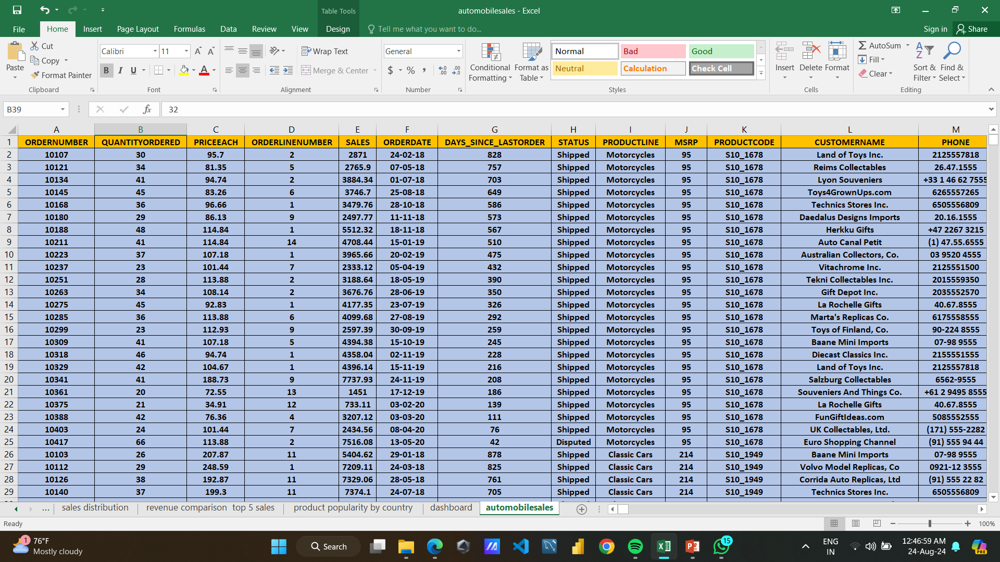 Table Tools
automobilesales - Excel
File Home Insert Page Layout Formulas Data Review View Design Tell me what you want to do... Sign in Share
Paste
Cut
Copy
Format Painter
Clipboard
Calibri 11
B I U A
Font
Wrap Text
Merge & Center
Alignment
General
$ % ,
Number
Conditional Formatting
Format as Table
Normal Bad Good
Neutral Calculation Check Cell
Styles
Insert Delete Format
Cells
AutoSum
Fill
Clear
Sort & Filter
Find & Select
Editing
B39 fx 32
A B C D E F G H I J K L M
1 ORDERNUMBER QUANTITYORDERED PRICEEACH ORDERLINENUMBER SALES ORDERDATE DAYS_SINCE_LASTORDER STATUS PRODUCTLINE MSRP PRODUCTCODE CUSTOMERNAME PHONE
2 10107 30 95.7 2 2871 24-02-18 828 Shipped Motorcycles 95 S10_1678 Land of Toys Inc. 2125557818
3 10121 34 81.35 5 2765.9 07-05-18 757 Shipped Motorcycles 95 S10_1678 Reims Collectables 26.47.1555
4 10134 41 94.74 2 3884.34 01-07-18 703 Shipped Motorcycles 95 S10_1678 Lyon Souveniers +33 1 46 62 7555
5 10145 45 83.26 6 3746.7 25-08-18 649 Shipped Motorcycles 95 S10_1678 Toys4GrownUps.com 6265557265
6 10168 36 96.66 1 3479.76 28-10-18 586 Shipped Motorcycles 95 S10_1678 Technics Stores Inc. 6505556809
7 10180 29 86.13 9 2497.77 11-11-18 573 Shipped Motorcycles 95 S10_1678 Daedalus Designs Imports 20.16.1555
8 10188 48 114.84 1 5512.32 18-11-18 567 Shipped Motorcycles 95 S10_1678 Herkku Gifts +47 2267 3215
9 10211 41 114.84 14 4708.44 15-01-19 510 Shipped Motorcycles 95 S10_1678 Auto Canal Petit (1) 47.55.6555
10 10223 37 107.18 1 3965.66 20-02-19 475 Shipped Motorcycles 95 S10_1678 Australian Collectors, Co. 03 9520 4555
11 10237 23 101.44 7 2333.12 05-04-19 432 Shipped Motorcycles 95 S10_1678 Vitachrome Inc. 2125551500
12 10251 28 113.88 2 3188.64 18-05-19 390 Shipped Motorcycles 95 S10_1678 Tekni Collectables Inc. 2015559350
13 10263 34 108.14 2 3676.76 28-06-19 350 Shipped Motorcycles 95 S10_1678 Gift Depot Inc. 2035552570
14 10275 45 92.83 1 4177.35 23-07-19 326 Shipped Motorcycles 95 S10_1678 La Rochelle Gifts 40.67.8555
15 10285 36 113.88 6 4099.68 27-08-19 292 Shipped Motorcycles 95 S10_1678 Marta's Replicas Co. 6175558555
16 10299 23 112.93 9 2597.39 30-09-19 259 Shipped Motorcycles 95 S10_1678 Toys of Finland, Co. 90-224 8555
17 10309 41 107.18 5 4394.38 15-10-19 245 Shipped Motorcycles 95 S10_1678 Baane Mini Imports 07-98 9555
18 10318 46 94.74 1 4358.04 02-11-19 228 Shipped Motorcycles 95 S10_1678 Diecast Classics Inc. 2155551555
19 10329 42 104.67 1 4396.14 15-11-19 216 Shipped Motorcycles 95 S10_1678 Land of Toys Inc. 2125557818
20 10341 41 188.73 9 7737.93 24-11-19 208 Shipped Motorcycles 95 S10_1678 Salzburg Collectables 6562-9555
21 10361 20 72.55 13 1451 17-12-19 186 Shipped Motorcycles 95 S10_1678 Souveniers And Things Co. +61 2 9495 8555
22 10375 21 34.91 12 733.11 03-02-20 139 Shipped Motorcycles 95 S10_1678 La Rochelle Gifts 40.67.8555
23 10388 42 76.36 4 3207.12 03-03-20 111 Shipped Motorcycles 95 S10_1678 FunGiftIdeas.com 5085552555
24 10403 24 101.44 7 2434.56 08-04-20 76 Shipped Motorcycles 95 S10_1678 UK Collectables, Ltd. (171) 555-2282
25 10417 66 113.88 2 7516.08 13-05-20 42 Disputed Motorcycles 95 S10_1678 Euro Shopping Channel (91) 555 94 44
26 10103 26 207.87 11 5404.62 29-01-18 878 Shipped Classic Cars 214 S10_1949 Baane Mini Imports 07-98 9555
27 10112 29 248.59 1 7209.11 24-03-18 825 Shipped Classic Cars 214 S10_1949 Volvo Model Replicas, Co 0921-12 3555
28 10126 38 192.87 11 7329.06 28-05-18 761 Shipped Classic Cars 214 S10_1949 Corrida Auto Replicas, Ltd (91) 555 22 82
29 10140 37 199.3 11 7374.1 24-07-18 705 Shipped Classic Cars 214 S10_1949 Technics Stores Inc. 6505556809
... sales distribution revenue comparison top 5 sales product popularity by country dashboard automobilesales
Ready 100%
1 76°F
Mostly cloudy
Search
15
ENG
IN
12:46:59 AM
24-Aug-24
PRE